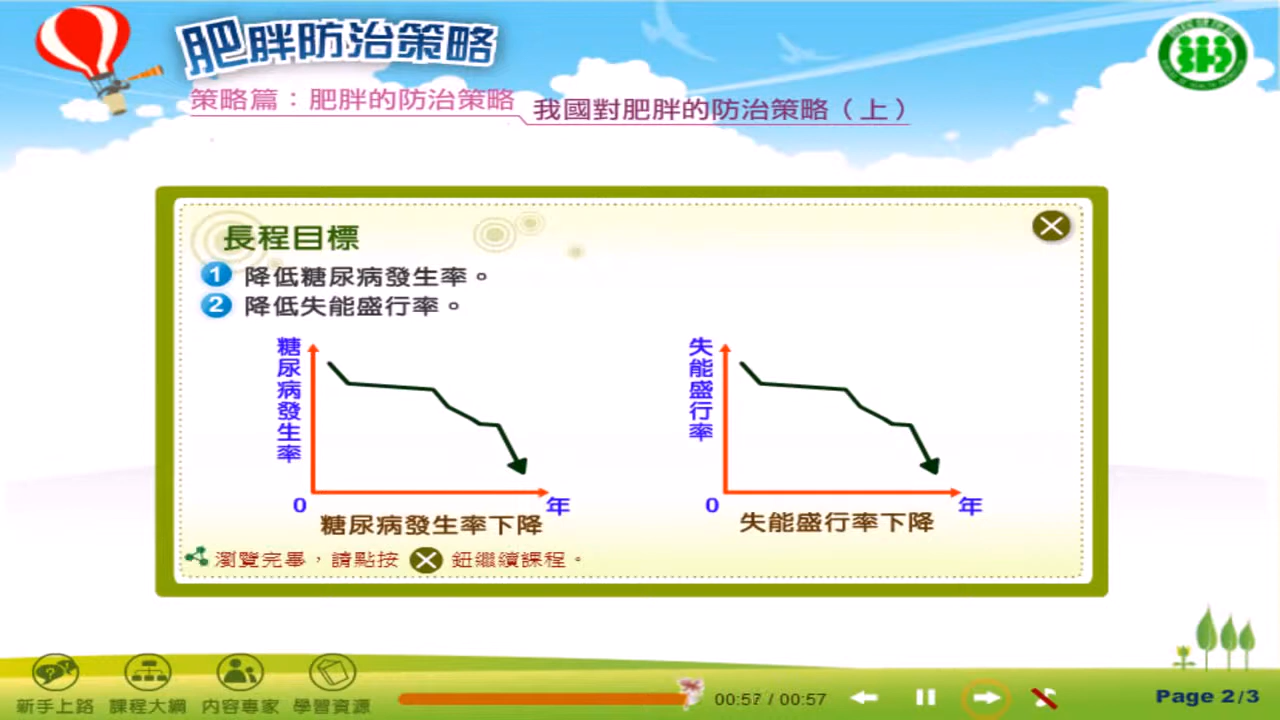 肥胖防治策略
策略篇：肥胖的防治策略
我國對肥胖的防治策略（上）
長程目標
1 降低糖尿病發生率。
2 降低失能盛行率。
糖尿病發生率
0
年
糖尿病發生率下降
失能盛行率
0
年
失能盛行率下降
瀏覽完畢，請點按 鈕繼續課程。
新手上路
課程大綱
內容專家
學習資源
00:57 / 00:57
Page 2/3